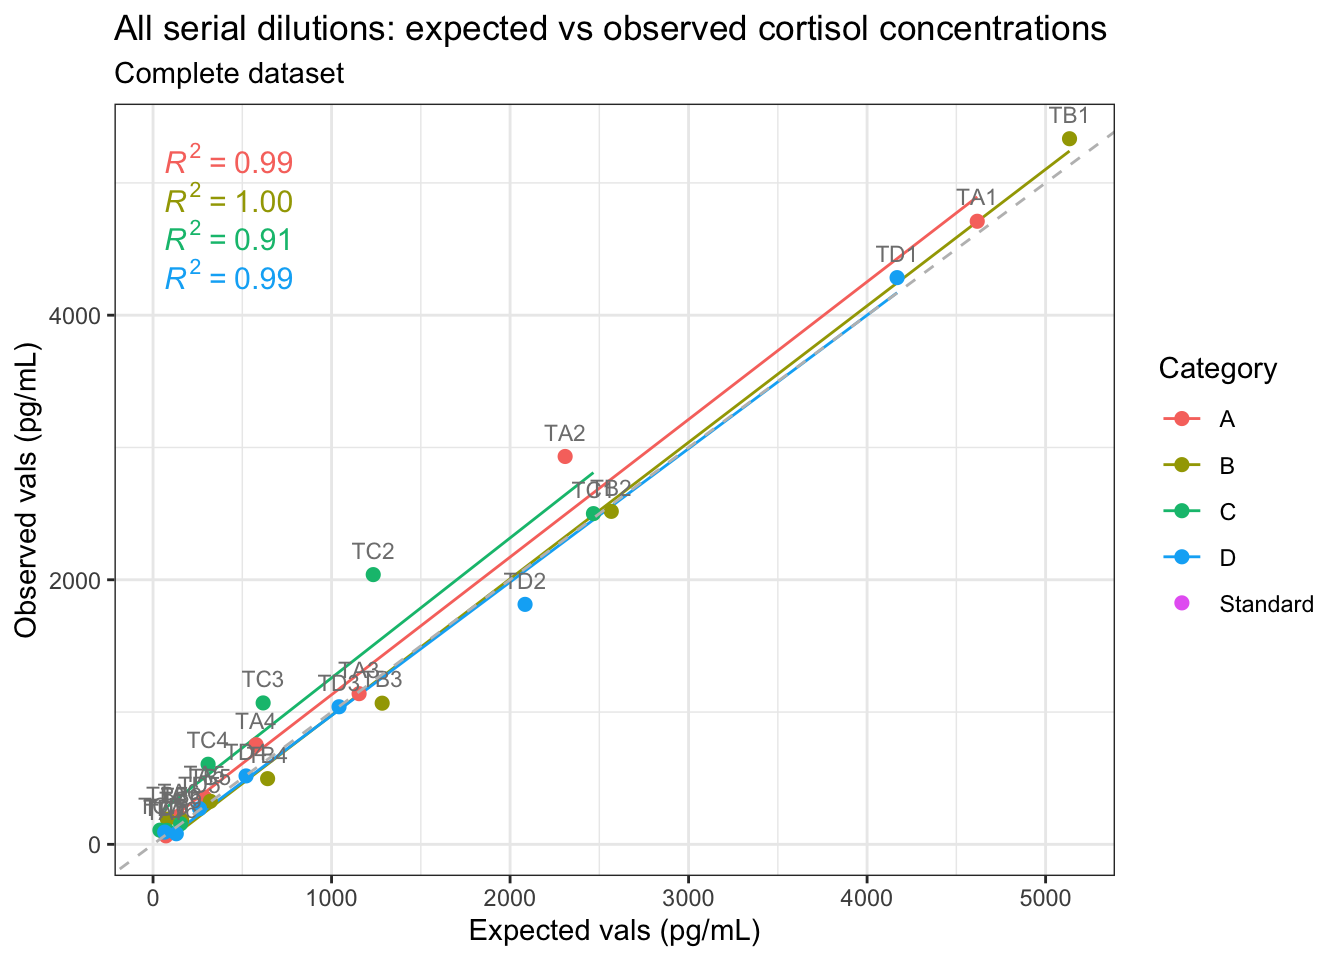 All serial dilutions: expected vs observed cortisol concentrations
Complete dataset
R² = 0.99
R² = 1.00
R² = 0.91
R² = 0.99
TB1
TA1
TD1
TA2
TC1
TB2
TC2
TD2
TA3
TB3
TD3
TC3
TA4
TC4
TD4
TB4
4000
2000
0
0
1000
2000
3000
4000
5000
Expected vals (pg/mL)
Observed vals (pg/mL)
Category
A
B
C
D
Standard